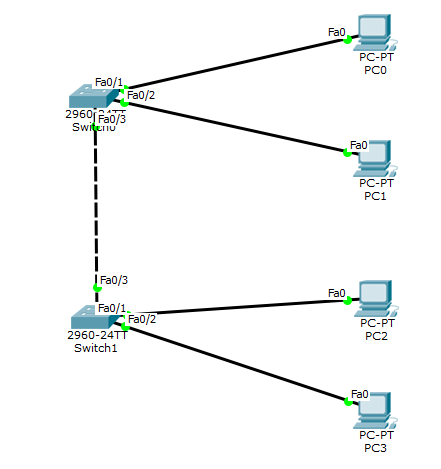 Fa0
PC-PT
PC0
Fa0/1
Fa0/2
2960-24TT
Fa0/3
Switch0
Fa0
PC-PT
PC1
Fa0/3
Fa0
PC-PT
PC2
Fa0/1
Fa0/2
2960-24TT
Switch1
Fa0
PC-PT
PC3